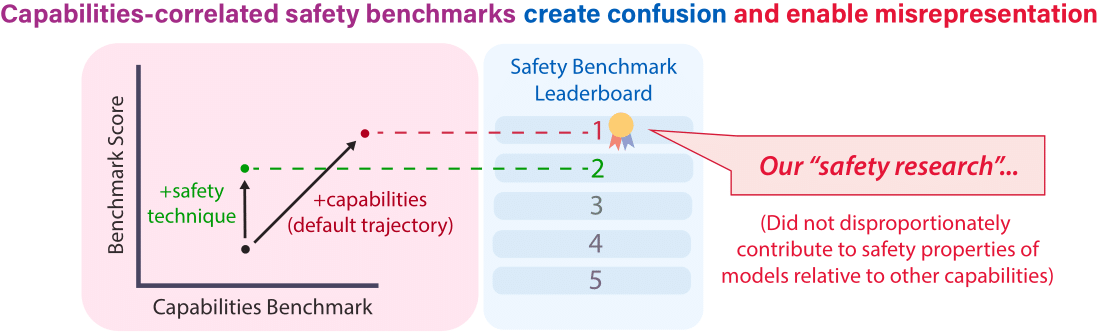 Capabilities-correlated safety benchmarks create confusion and enable misrepresentation
Benchmark Score
+safety
technique
+capabilities
(default trajectory)
Capabilities Benchmark
Safety Benchmark
Leaderboard
1
2
3
4
5
Our “safety research”...
(Did not disproportionately
contribute to safety properties of
models relative to other capabilities)